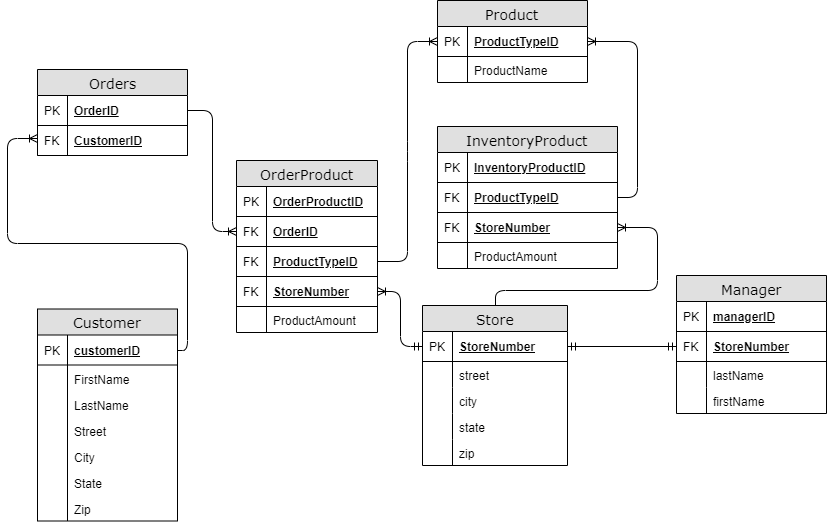 Product
PK ProductTypeID
ProductName
Orders
PK OrderID
FK CustomerID
InventoryProduct
PK InventoryProductID
FK ProductTypeID
FK StoreNumber
ProductAmount
OrderProduct
PK OrderProductID
FK OrderID
FK ProductTypeID
FK StoreNumber
ProductAmount
Manager
PK managerID
FK StoreNumber
lastName
firstName
Store
PK StoreNumber
street
city
state
zip
Customer
PK customerID
FirstName
LastName
Street
City
State
Zip